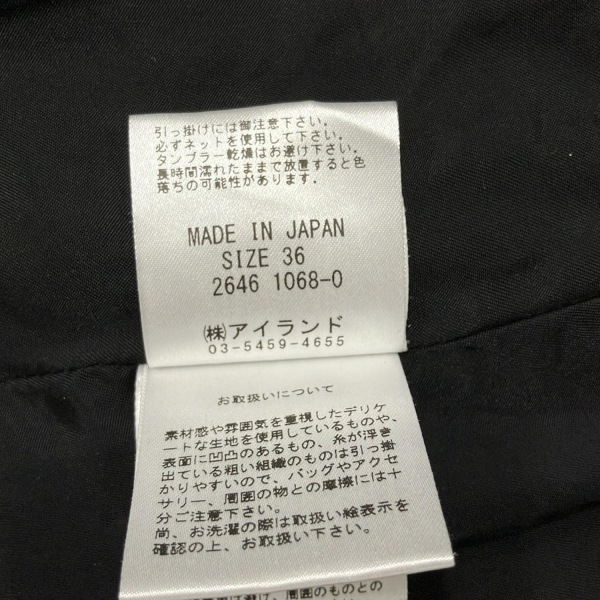 引っ掛けには御注意下さい。
必ずネットを使用して下さい。
タンブラー乾燥はお避け下さい。
長時間濡れたままで放置すると色
落ちの可能性があります。
MADE IN JAPAN
SIZE 36
2646 1068-0
㈱アイランド
03-5459-4655
お取扱いについて
素材感や雰囲気を重視したデリケ
ートな生地を使用しているものや、
表面に凹凸のあるもの、糸が浮き
出ている粗い組織のものは引っ掛
かりやすいので、バッグやアクセ
サリー、周囲の物との摩擦には十
分ご注意下さい。
尚、お洗濯の際は取扱い絵表示を
確認の上、お取扱い下さい。
は避け、周囲のものとの